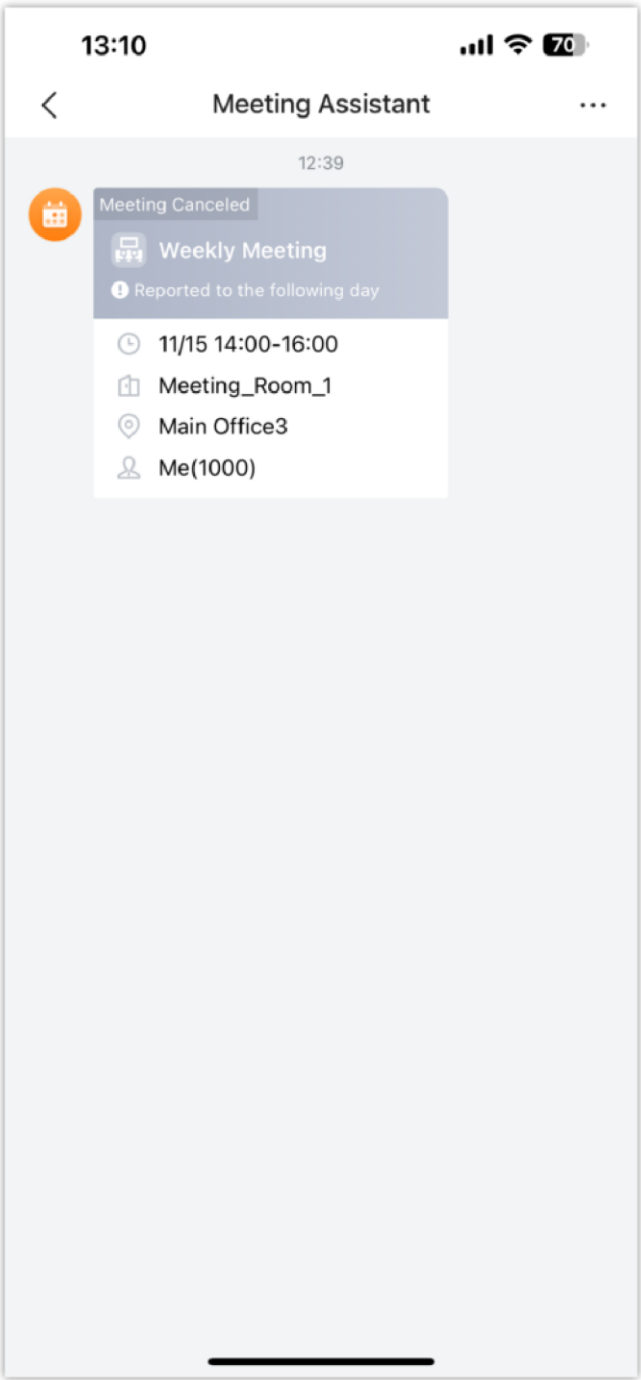 13:10
70
Meeting Assistant
12:39
Meeting Canceled
Weekly Meeting
Reported to the following day
11/15 14:00-16:00
Meeting_Room_1
Main Office3
Me(1000)